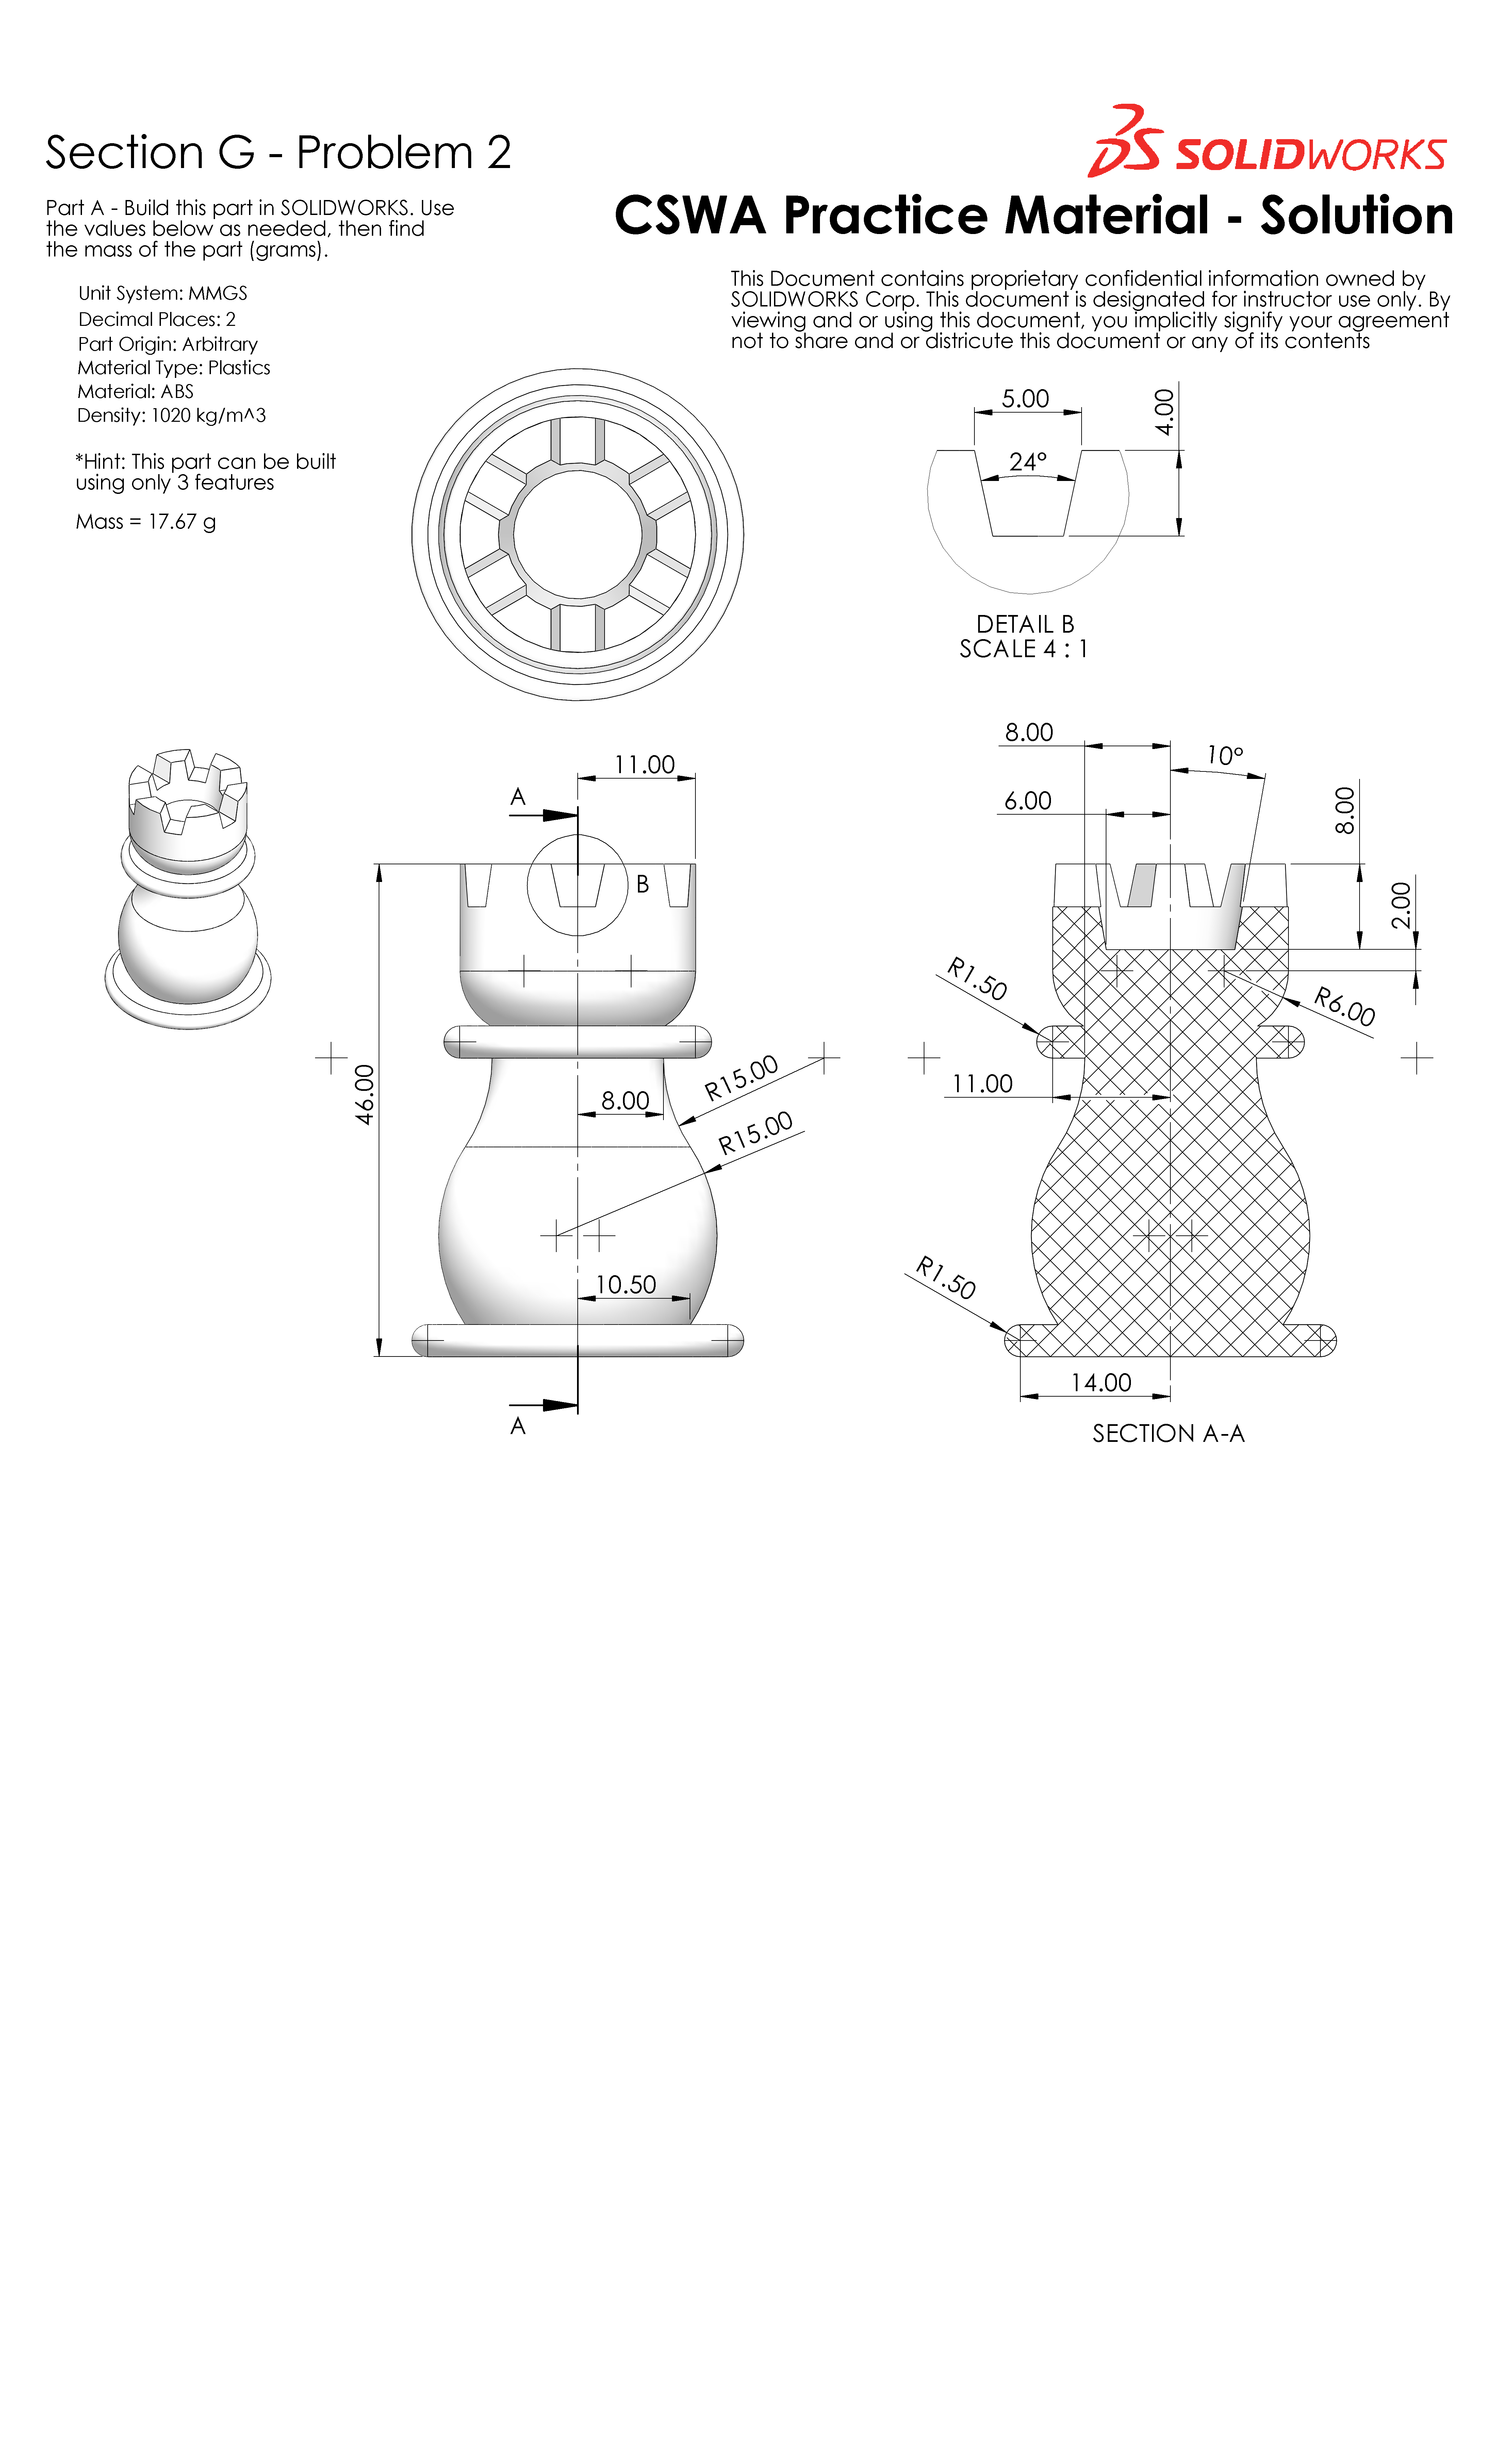 Section G - Problem 2
SOLIDWORKS
CSWA Practice Material - Solution
Part A - Build this part in SOLIDWORKS. Use
the values below as needed, then find
the mass of the part (grams).
This Document contains proprietary confidential information owned by
SOLIDWORKS Corp. This document is designated for instructor use only. By
viewing and or using this document, you implicitly signify your agreement
not to share and or districute this document or any of its contents
Unit System: MMGS
Decimal Places: 2
Part Origin: Arbitrary
Material Type: Plastics
Material: ABS
Density: 1020 kg/m^3
*Hint: This part can be built
using only 3 features
Mass = 17.67 g
5.00
4.00
24°
DETAIL B
SCALE 4 : 1
11.00
A
B
46.00
R15.00
8.00
R15.00
10.50
A
8.00
10°
6.00
8.00
2.00
R1.50
R6.00
11.00
R1.50
14.00
SECTION A-A